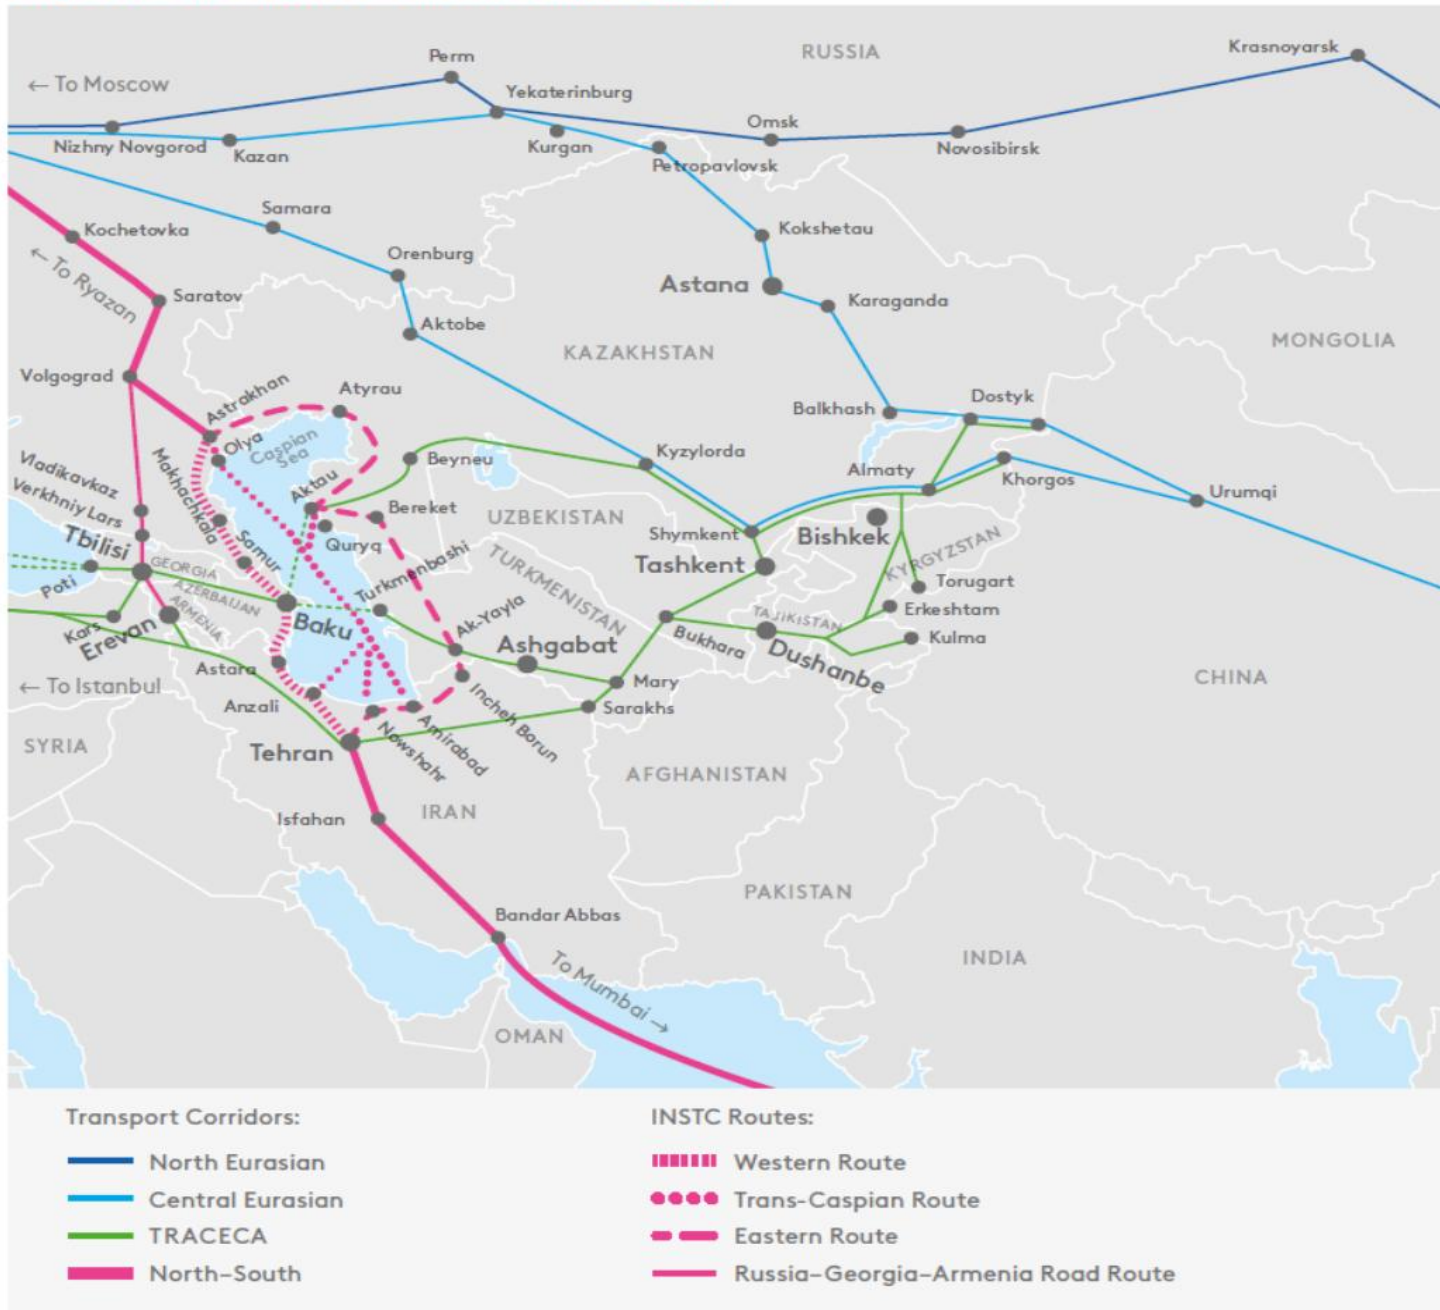 RUSSIA
Krasnoyarsk
Perm
← To Moscow
Yekaterinburg
Omsk
Nizhny Novgorod
Kazan
Kurgan
Novosibirsk
Petropavlovsk
Samara
Kochetovka
Kokshetau
← To Ryazan
Orenburg
Astana
Saratov
Karaganda
Aktobe
MONGOLIA
KAZAKHSTAN
Volgograd
Astrakhan
Atyrau
Dostyk
Balkhash
Olya
Caspian
Sea
Kyzylorda
Beyneu
Almaty
Khorgos
Makhachkala
Vladikavkaz
Verkhniy Lars
Aktau
Bereket
Urumqi
UZBEKISTAN
Shymkent
Bishkek
Tbilisi
Samur
Quryq
Turkmenbashi
TURKMENISTAN
Tashkent
KYRGYZSTAN
Poti
GEORGIA
AZERBAIJAN
ARMENIA
Torugart
Erkeshtam
TAJIKISTAN
Kars
Erevan
Baku
Ak-Yayla
Ashgabat
Bukhara
Dushanbe
Kulma
Astara
← To Istanbul
Mary
CHINA
Anzali
Sarakhs
Incheh Borun
Amirabad
Nowshahr
SYRIA
Tehran
AFGHANISTAN
Isfahan
IRAN
PAKISTAN
Bandar Abbas
To Mumbai →
INDIA
OMAN
Transport Corridors:
North Eurasian
Central Eurasian
TRACECA
North–South
INSTC Routes:
Western Route
Trans-Caspian Route
Eastern Route
Russia–Georgia–Armenia Road Route